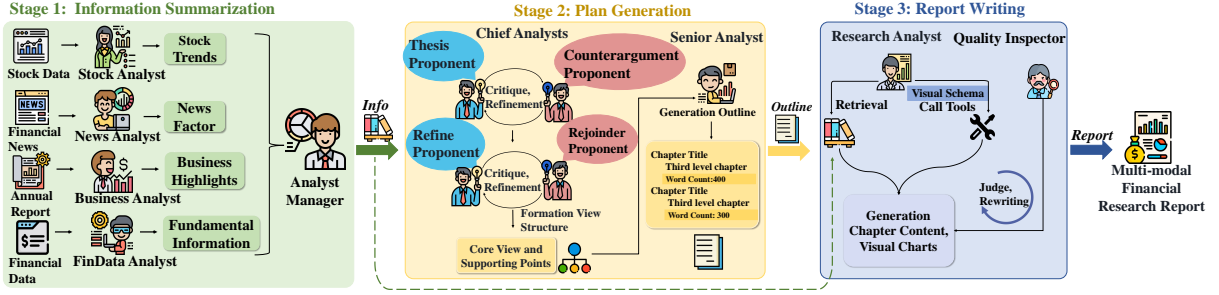 Stage 1: Information Summarization
Stock Data
Stock Analyst
Stock
Trends
NEWS
Financial
News
News Analyst
News
Factor
Annual
Report
Business Analyst
Business
Highlights
Financial
Data
FinData Analyst
Fundamental
Information
Analyst
Manager
Info
Stage 2: Plan Generation
Chief Analysts
Thesis
Proponent
Counterargument
Proponent
Critique,
Refinement
Refine
Proponent
Rejoinder
Proponent
Critique,
Refinement
Formation View
Structure
Core View and
Supporting Points
Senior Analyst
Generation Outline
Chapter Title
Third level chapter
Word Count:400
Chapter Title
Third level chapter
Word Count: 300
Outline
Stage 3: Report Writing
Research Analyst
Quality Inspector
Retrieval
Visual Schema
Call Tools
Judge,
Rewriting
Generation
Chapter Content,
Visual Charts
Report
Multi-modal
Financial
Research Report